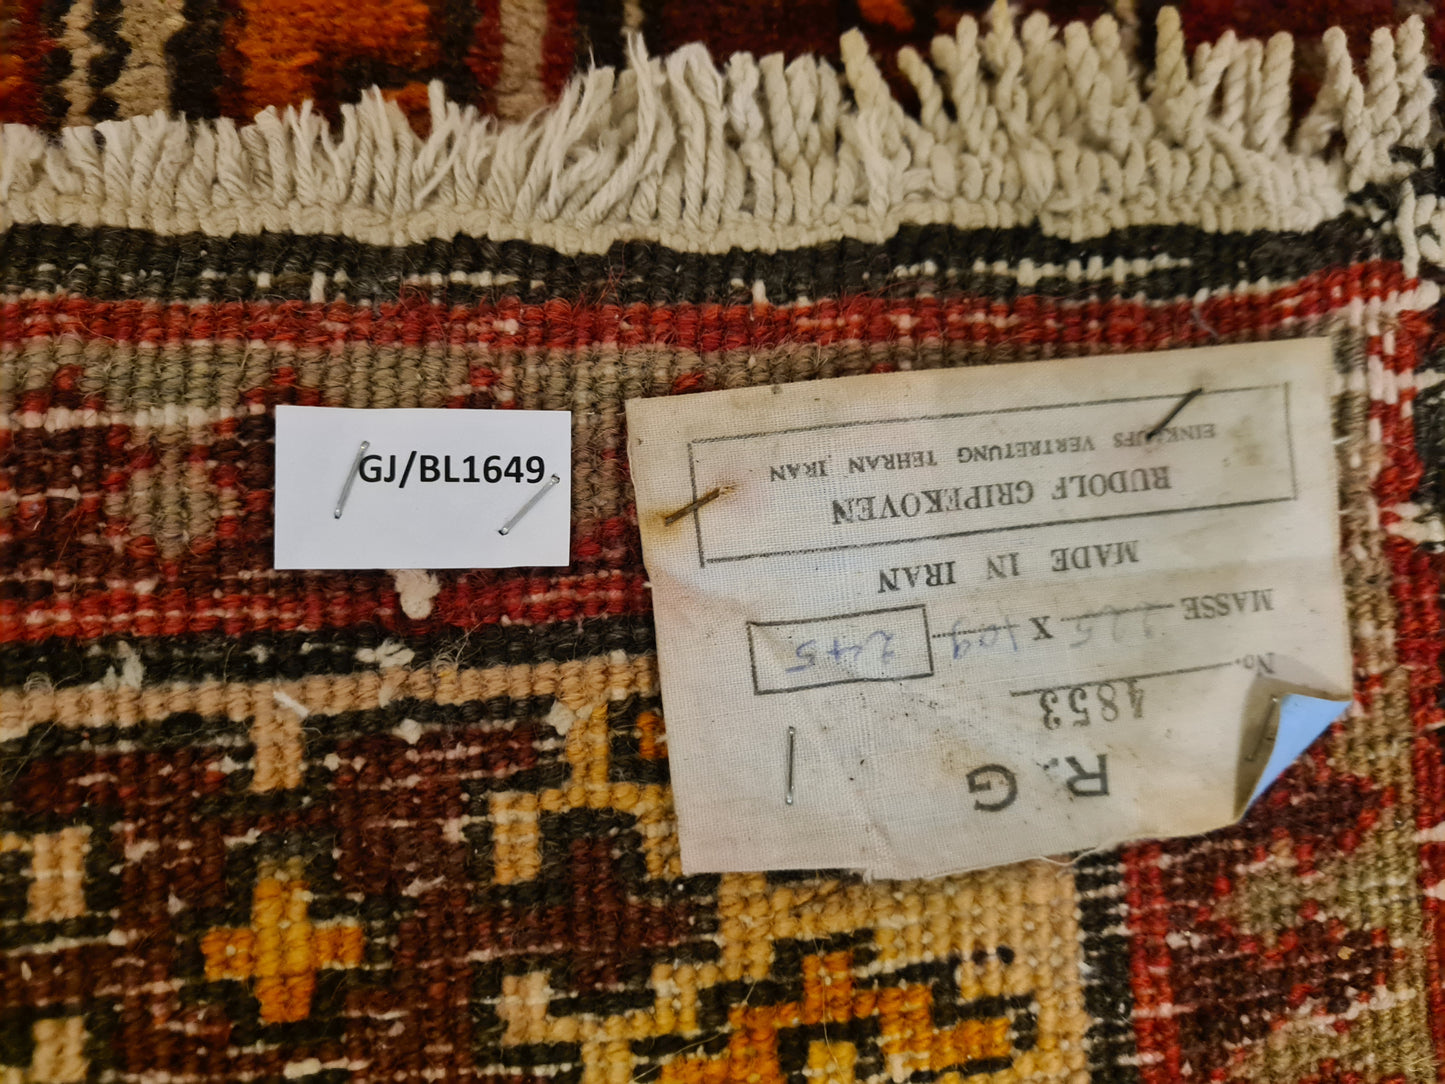 GJ/BL1649
R.G
No. 4853
MASSE 225 X 109 245
MADE IN IRAN
RUDOLF GRIPEKOVEN
EINKAUFS VERTRETUNG TEHRAN IRAN